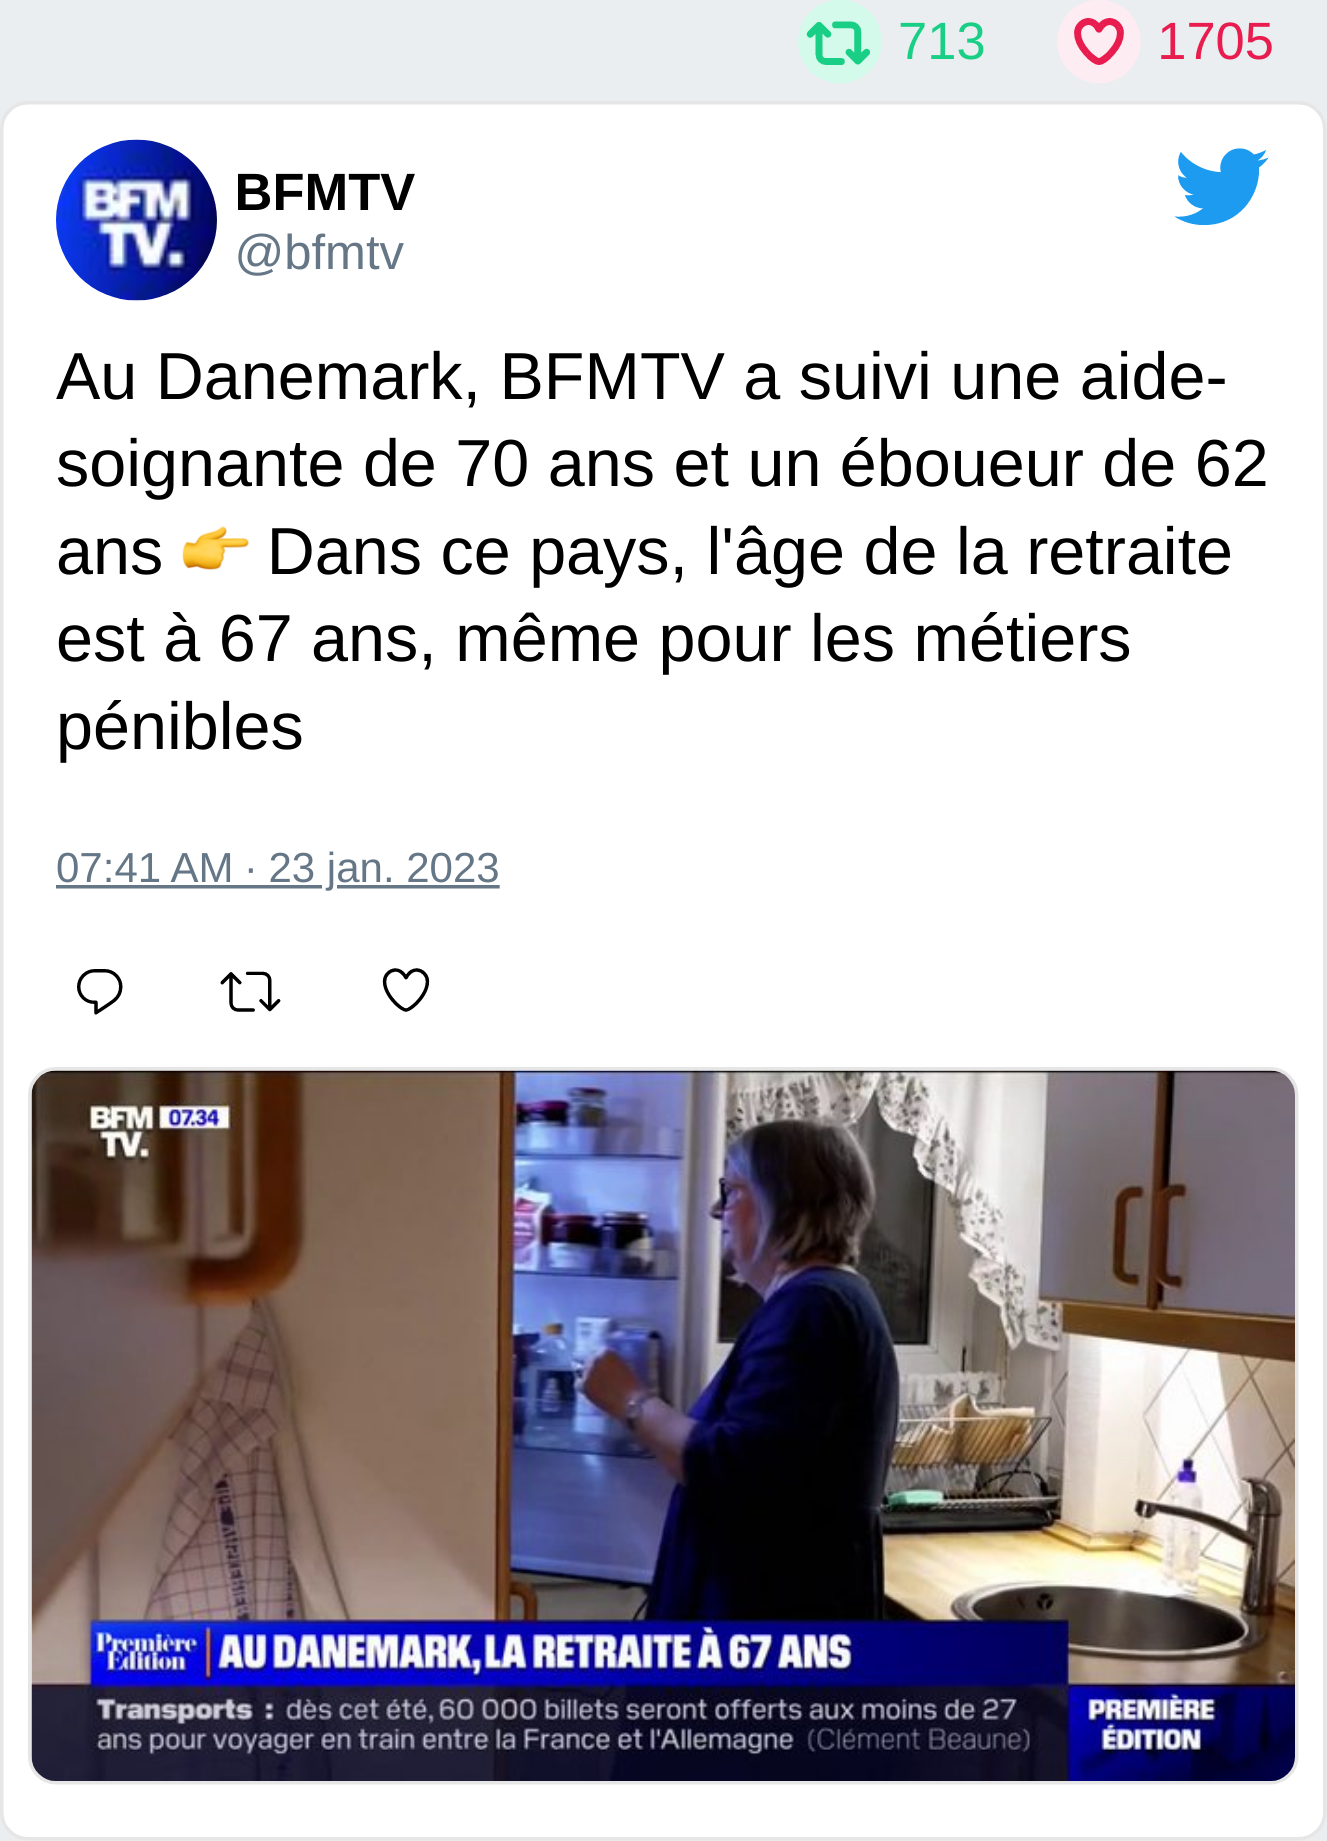 713 1705
BFM
TV.
BFMTV
@bfmtv
Au Danemark, BFMTV a suivi une aide-
soignante de 70 ans et un éboueur de 62
ans 👉 Dans ce pays, l'âge de la retraite
est à 67 ans, même pour les métiers
pénibles
07:41 AM · 23 jan. 2023
BFM 07.34
TV.
Première
Édition
AU DANEMARK, LA RETRAITE À 67 ANS
Transports : dès cet été, 60 000 billets seront offerts aux moins de 27
ans pour voyager en train entre la France et l'Allemagne (Clément Beaune)
PREMIÈRE
ÉDITION